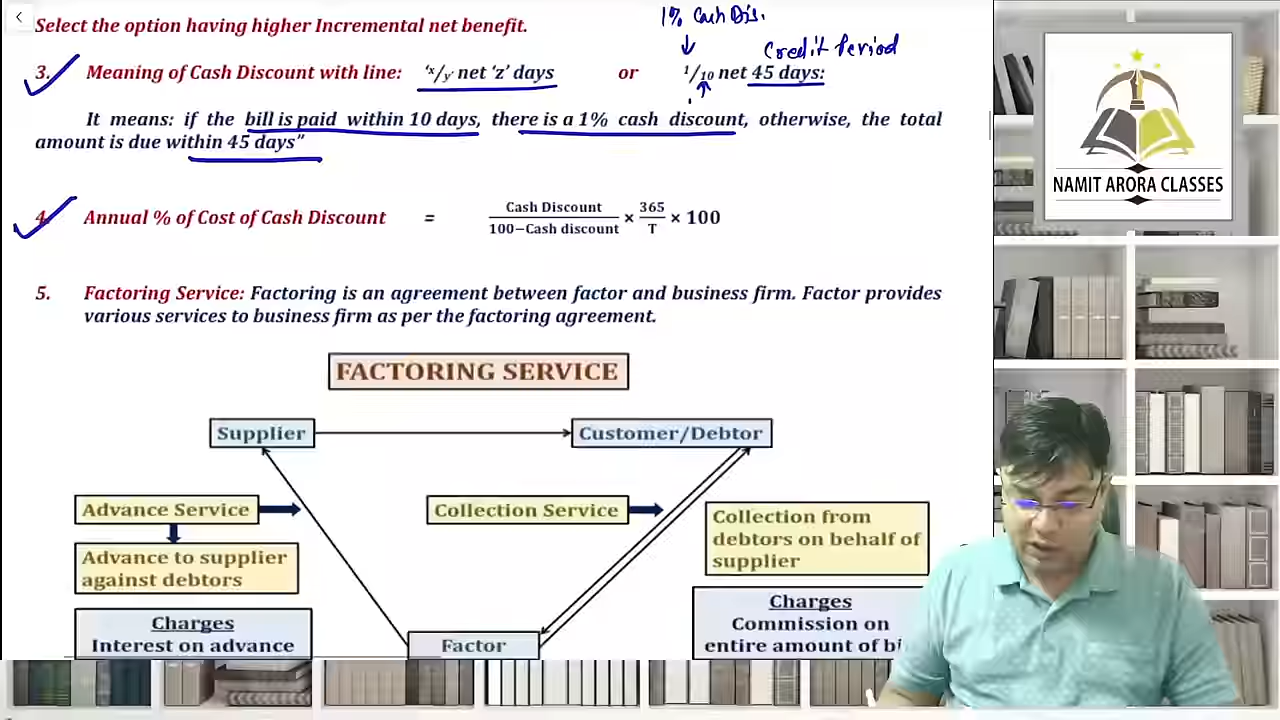 Select the option having higher Incremental net benefit.
1% Cash Dis.
Credit Period
3. Meaning of Cash Discount with line: ‘x/y’ net ‘z’ days or 1/10 net 45 days:
It means: if the bill is paid within 10 days, there is a 1% cash discount, otherwise, the total
amount is due within 45 days”
4. Annual % of Cost of Cash Discount = Cash Discount/100−Cash discount × 365/T × 100
5. Factoring Service: Factoring is an agreement between factor and business firm. Factor provides
various services to business firm as per the factoring agreement.
FACTORING SERVICE
Supplier
Customer/Debtor
Advance Service
Collection Service
Collection from
debtors on behalf of
supplier
Advance to supplier
against debtors
Charges
Interest on advance
Factor
Charges
Commission on
entire amount of
NAMIT ARORA CLASSES